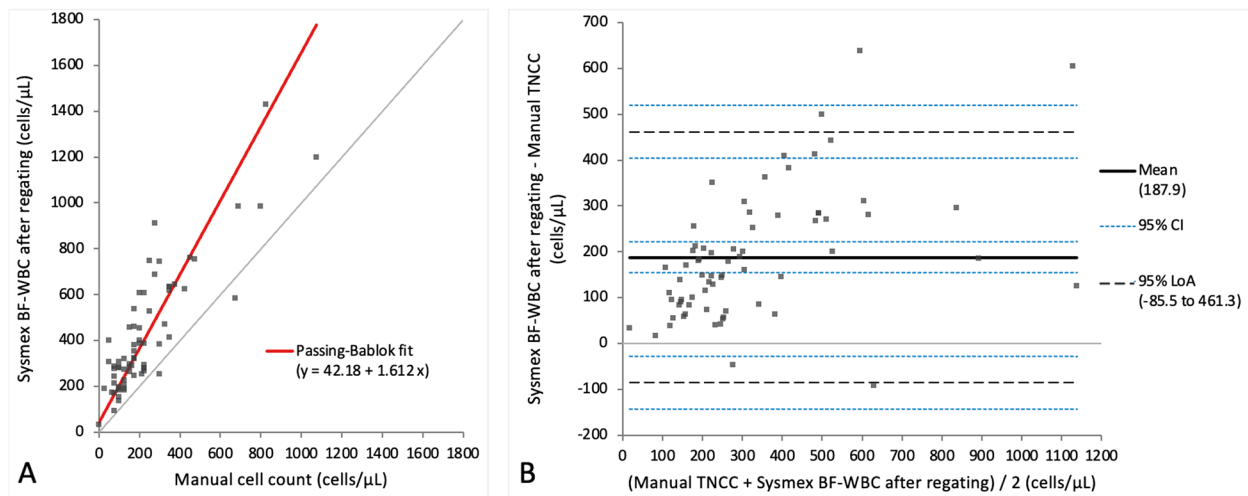 1800
1600
1400
1200
1000
800
600
400
200
0
Sysmex BF-WBC after regating (cells/µL)
Passing-Bablok fit
(y = 42.18 + 1.612 x)
0 200 400 600 800 1000 1200 1400 1600 1800
Manual cell count (cells/µL)
A
700
600
500
400
300
200
100
0
-100
-200
Sysmex BF-WBC after regating - Manual TNCC
(cells/µL)
Mean
(187.9)
95% CI
95% LoA
(-85.5 to 461.3)
0 100 200 300 400 500 600 700 800 900 1000 1100 1200
(Manual TNCC + Sysmex BF-WBC after regating) / 2 (cells/µL)
B